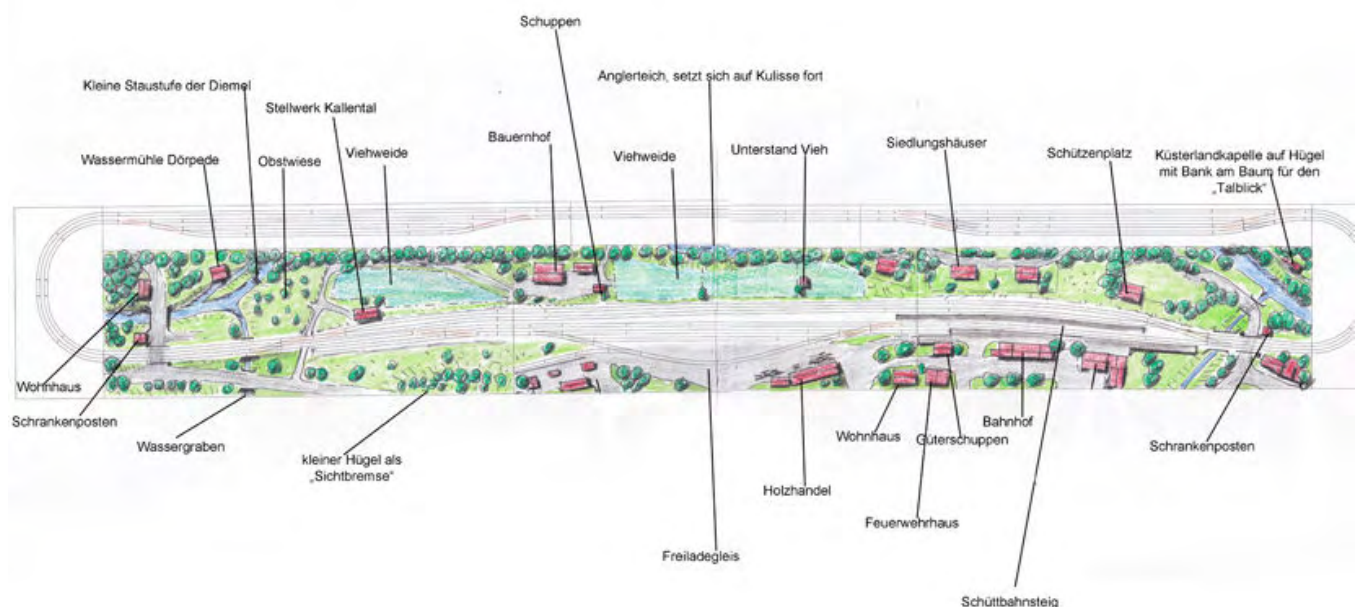 Schuppen
Kleine Staustufe der Diemel
Anglerteich, setzt sich auf Kulisse fort
Stellwerk Kallental
Bauernhof
Siedlungshäuser
Wassermühle Dörpede
Obstwiese
Viehweide
Viehweide
Unterstand Vieh
Schützenplatz
Küsterlandkapelle auf Hügel
mit Bank am Baum für den
„Talblick“
Wohnhaus
Schrankenposten
Wassergraben
kleiner Hügel als
„Sichtbremse“
Freiladegleis
Holzhandel
Wohnhaus
Feuerwehrhaus
Güterschuppen
Bahnhof
Schüttbahnsteig
Schrankenposten